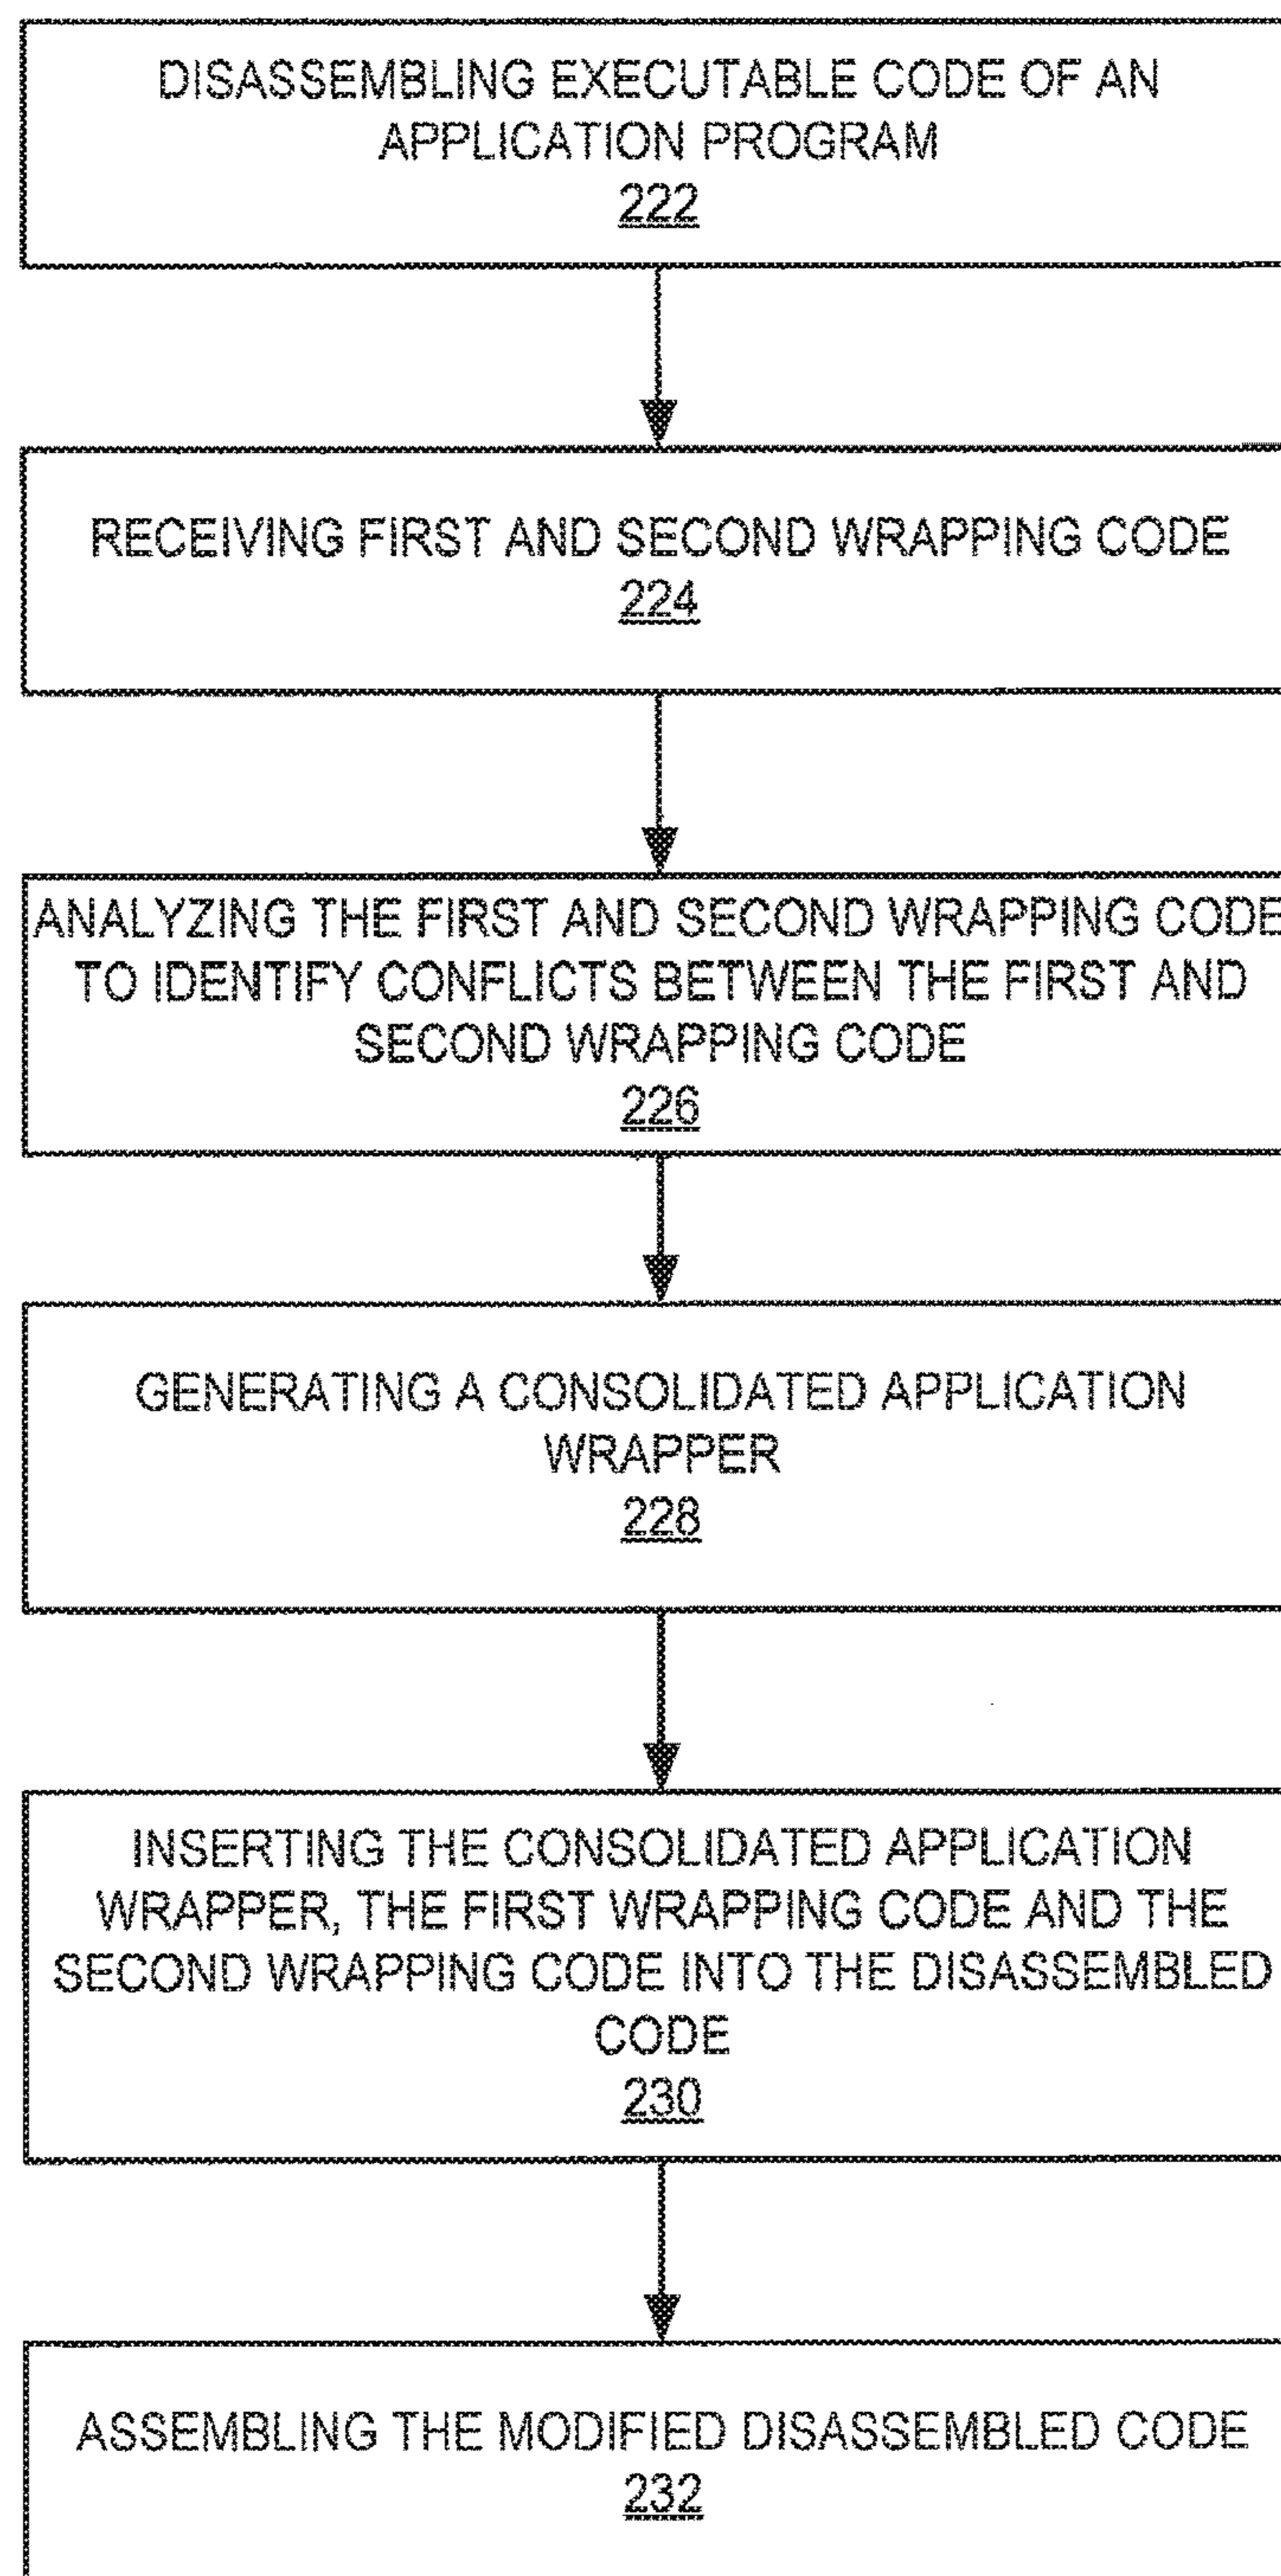 DISASSEMBLING EXECUTABLE CODE OF AN
APPLICATION PROGRAM
222
RECEIVING FIRST AND SECOND WRAPPING CODE
224
ANALYZING THE FIRST AND SECOND WRAPPING CODE
TO IDENTIFY CONFLICTS BETWEEN THE FIRST AND
SECOND WRAPPING CODE
226
GENERATING A CONSOLIDATED APPLICATION
WRAPPER
228
INSERTING THE CONSOLIDATED APPLICATION
WRAPPER, THE FIRST WRAPPING CODE AND THE
SECOND WRAPPING CODE INTO THE DISASSEMBLED
CODE
230
ASSEMBLING THE MODIFIED DISASSEMBLED CODE
232